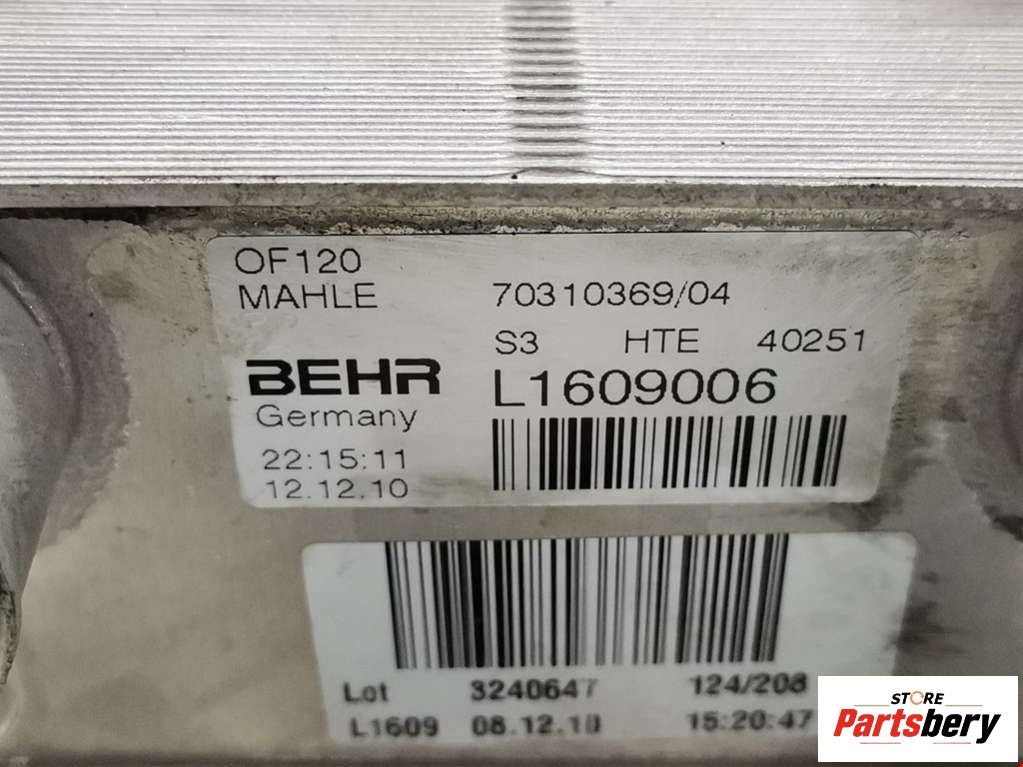 OF120
MAHLE 70310369/04
S3 HTE 40251
BEHR L1609006
Germany
22:15:11
12.12.10
Lot 3240647 124/208
L1609 08.12.10 15:20:47
STORE
Partsbery